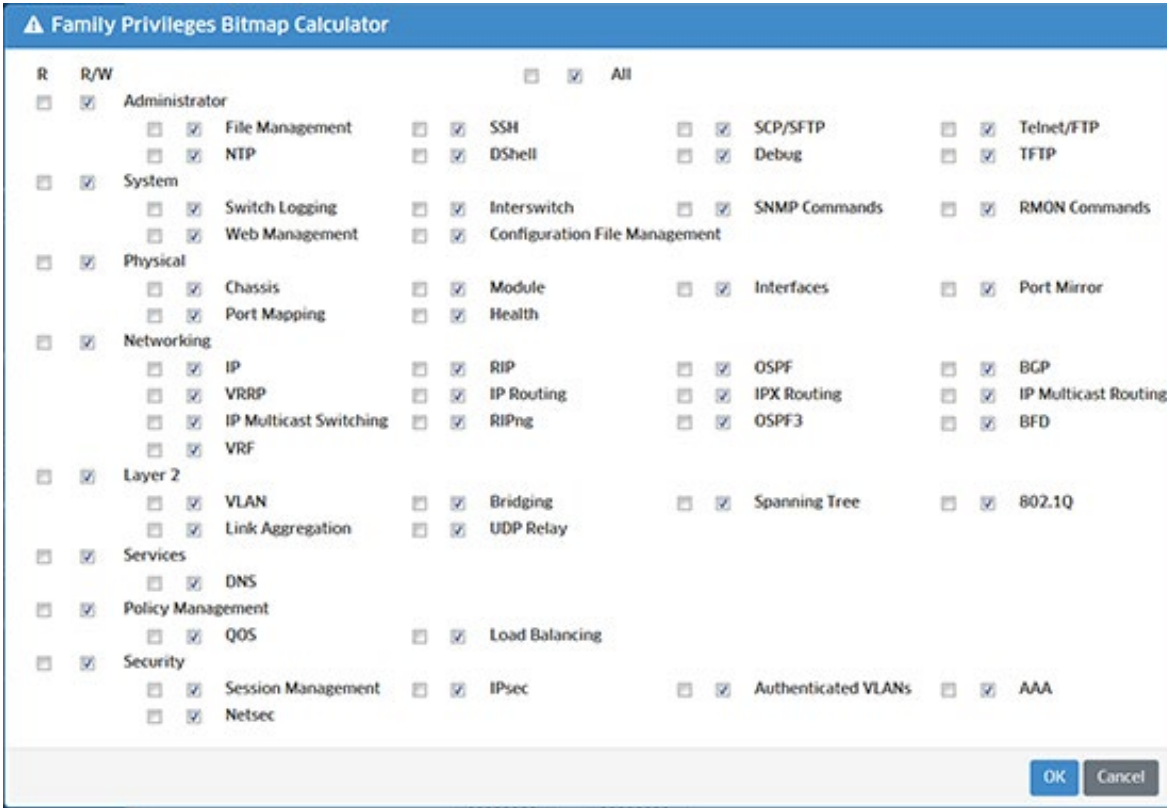 Family Privileges Bitmap Calculator
R R/W All
Administrator
File Management SSH SCP/SFTP Telnet/FTP
NTP DShell Debug TFTP
System
Switch Logging Interswitch SNMP Commands RMON Commands
Web Management Configuration File Management
Physical
Chassis Module Interfaces Port Mirror
Port Mapping Health
Networking
IP RIP OSPF BGP
VRRP IP Routing IPX Routing IP Multicast Routing
IP Multicast Switching RIPng OSPF3 BFD
VRF
Layer 2
VLAN Bridging Spanning Tree 802.1Q
Link Aggregation UDP Relay
Services
DNS
Policy Management
QOS Load Balancing
Security
Session Management IPsec Authenticated VLANs AAA
Netsec
OK Cancel